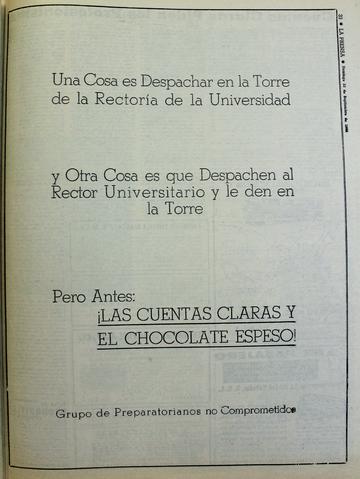 Una Cosa es Despachar en la Torre
de la Rectoría de la Universidad
y Otra Cosa es que Despachen al
Rector Universitario y le den en
la Torre
Pero Antes:
¡LAS CUENTAS CLARAS Y
EL CHOCOLATE ESPESO!
Grupo de Preparatorianos no Comprometidos
LA PRENSA